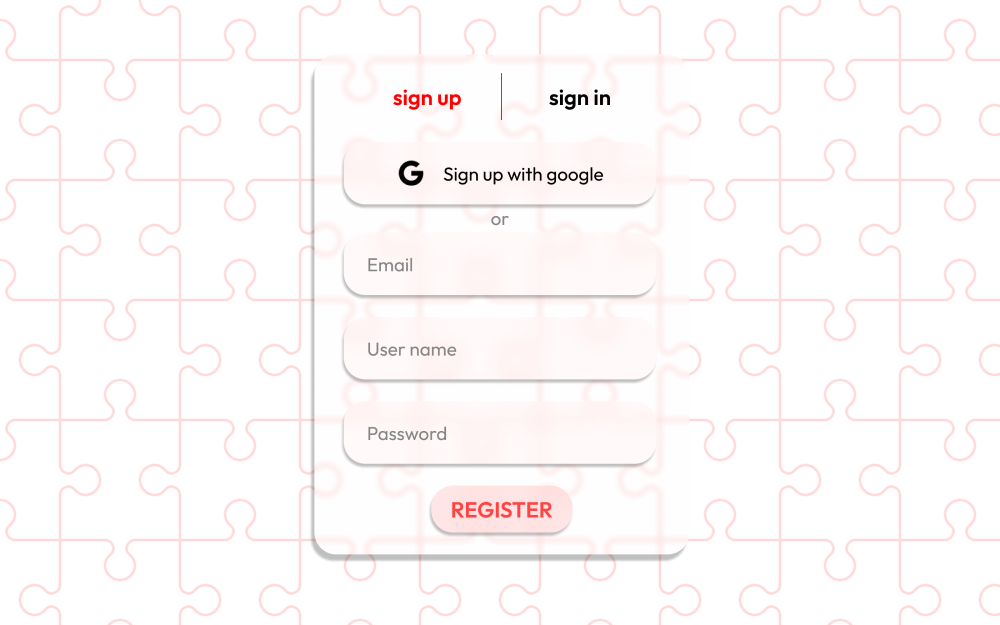 sign up sign in
G Sign up with google
or
Email
User name
Password
REGISTER